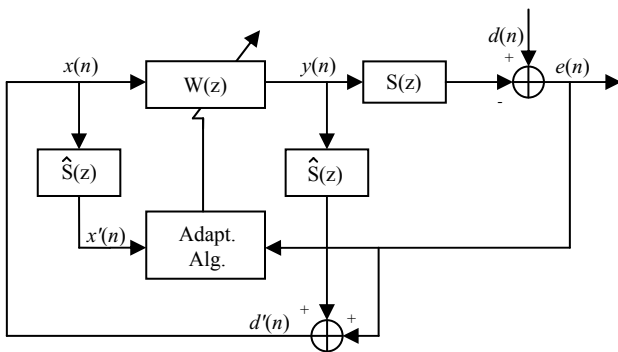 d(n)
x(n)
y(n)
+
e(n)
W(z)
S(z)
-
Ŝ(z)
Ŝ(z)
x'(n)
Adapt.
Alg.
d'(n)
+
+